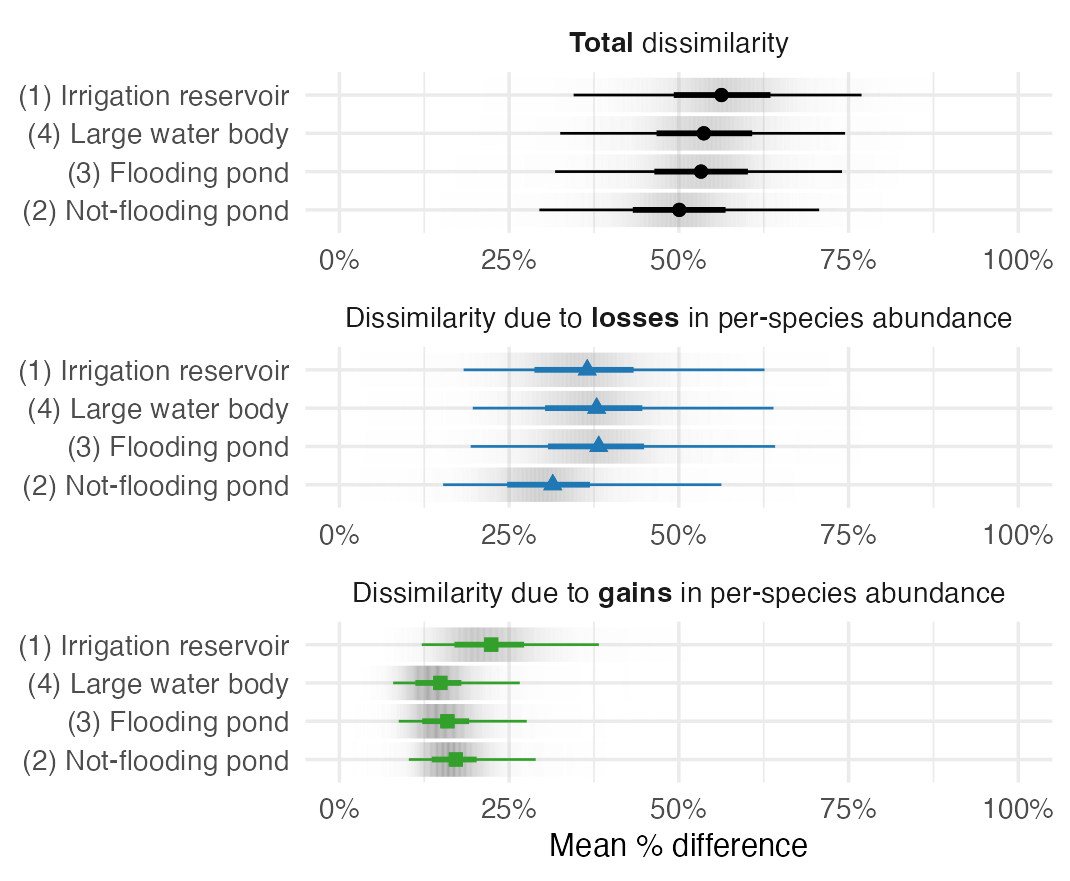 Total dissimilarity
(1) Irrigation reservoir
(4) Large water body
(3) Flooding pond
(2) Not-flooding pond
0% 25% 50% 75% 100%
Dissimilarity due to losses in per-species abundance
(1) Irrigation reservoir
(4) Large water body
(3) Flooding pond
(2) Not-flooding pond
0% 25% 50% 75% 100%
Dissimilarity due to gains in per-species abundance
(1) Irrigation reservoir
(4) Large water body
(3) Flooding pond
(2) Not-flooding pond
0% 25% 50% 75% 100%
Mean % difference